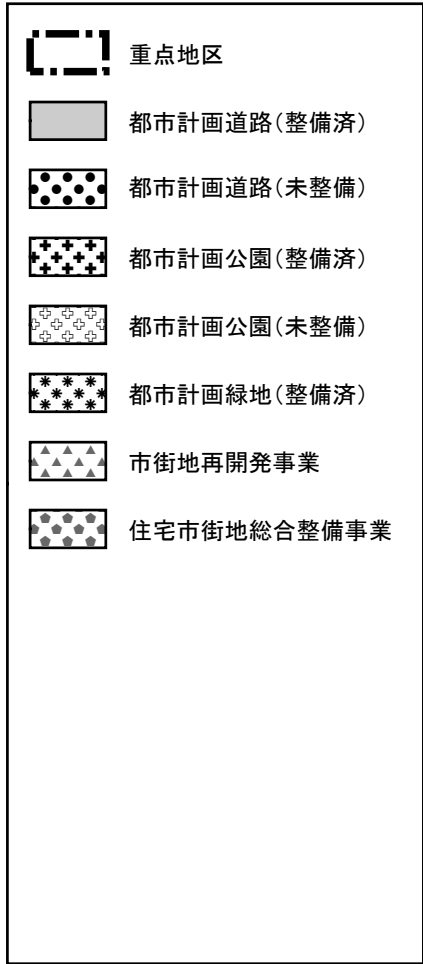 重点地区
都市計画道路(整備済)
都市計画道路(未整備)
都市計画公園(整備済)
都市計画公園(未整備)
都市計画緑地(整備済)
市街地再開発事業
住宅市街地総合整備事業